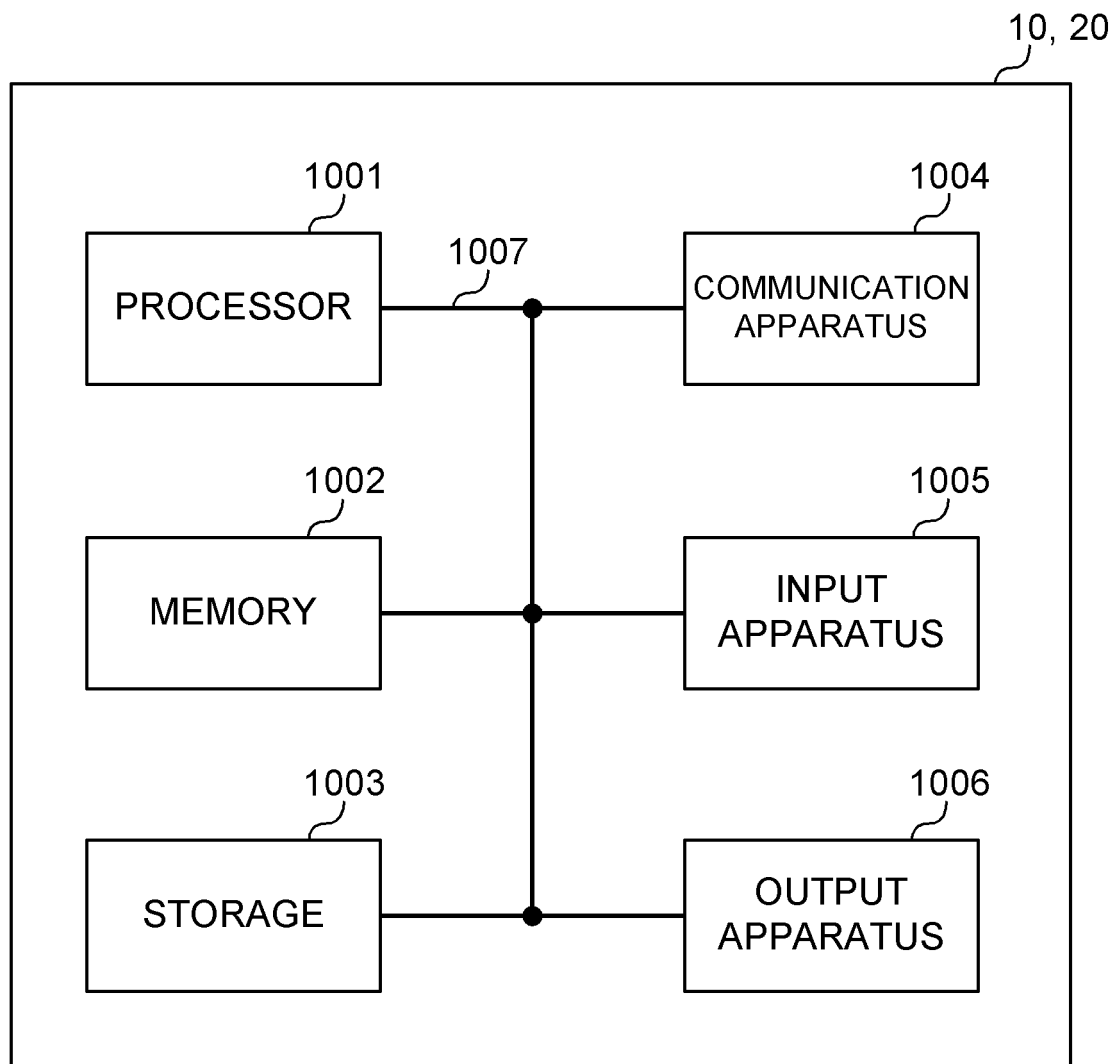 10, 20
1001
1004
1007
PROCESSOR
COMMUNICATION
APPARATUS
1002
1005
MEMORY
INPUT
APPARATUS
1003
1006
STORAGE
OUTPUT
APPARATUS